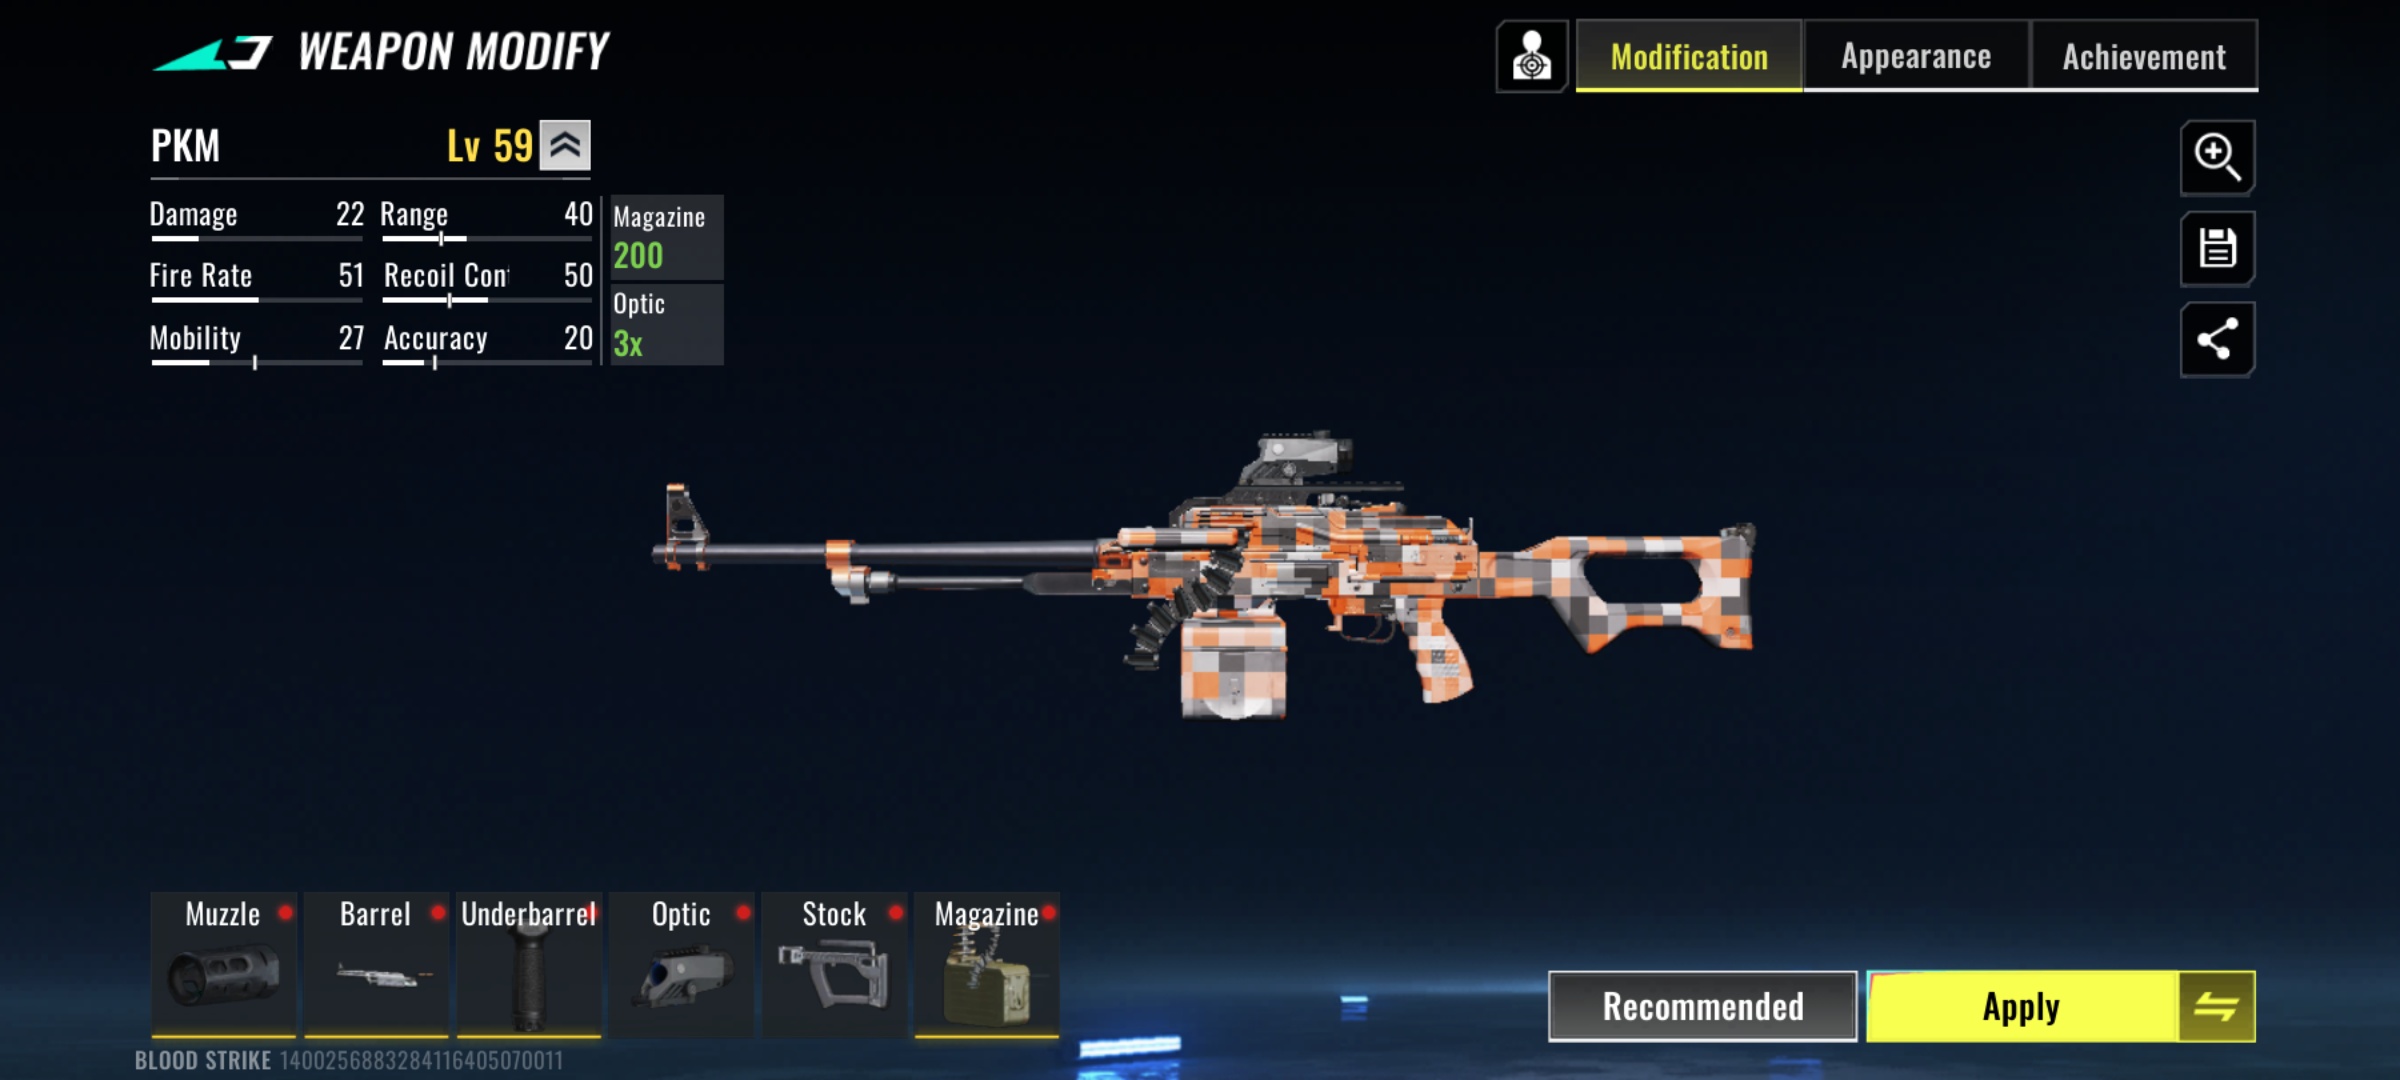 WEAPON MODIFY
Modification
Appearance
Achievement
PKM
Lv 59
Damage 22
Range 40
Magazine
200
Fire Rate 51
Recoil Con
50
Optic
3x
Mobility 27
Accuracy 20
Muzzle
Barrel
Underbarrel
Optic
Stock
Magazine
Recommended
Apply
BLOOD STRIKE 1400256883284116405070011